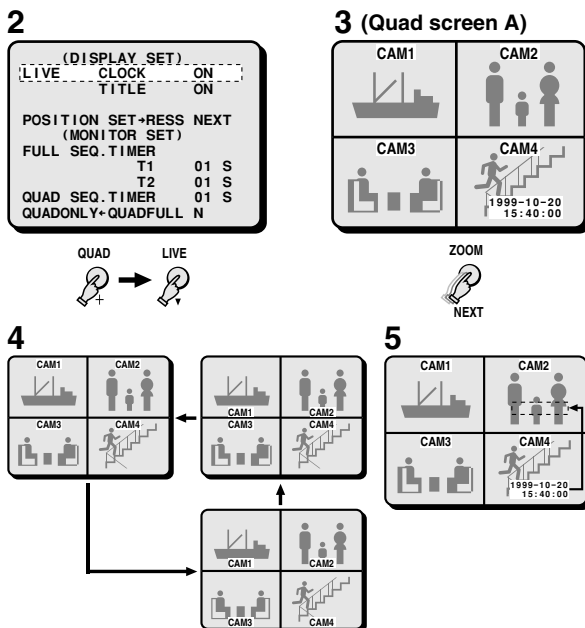 2
(DISPLAY SET)
LIVE CLOCK ON
TITLE ON
POSITION SET→RESS NEXT
(MONITOR SET)
FULL SEQ.TIMER
T1 01 S
T2 01 S
QUAD SEQ.TIMER 01 S
QUADONLY←QUADFULL N
QUAD LIVE
+
3 (Quad screen A)
CAM1 CAM2
CAM3 CAM4
1999-10-20
15:40:00
ZOOM
NEXT
4
CAM1 CAM2
CAM3 CAM4
CAM1 CAM2
CAM3 CAM4
CAM1 CAM2
CAM3 CAM4
5
CAM1 CAM2
CAM3 CAM4
1999-10-20
15:40:00